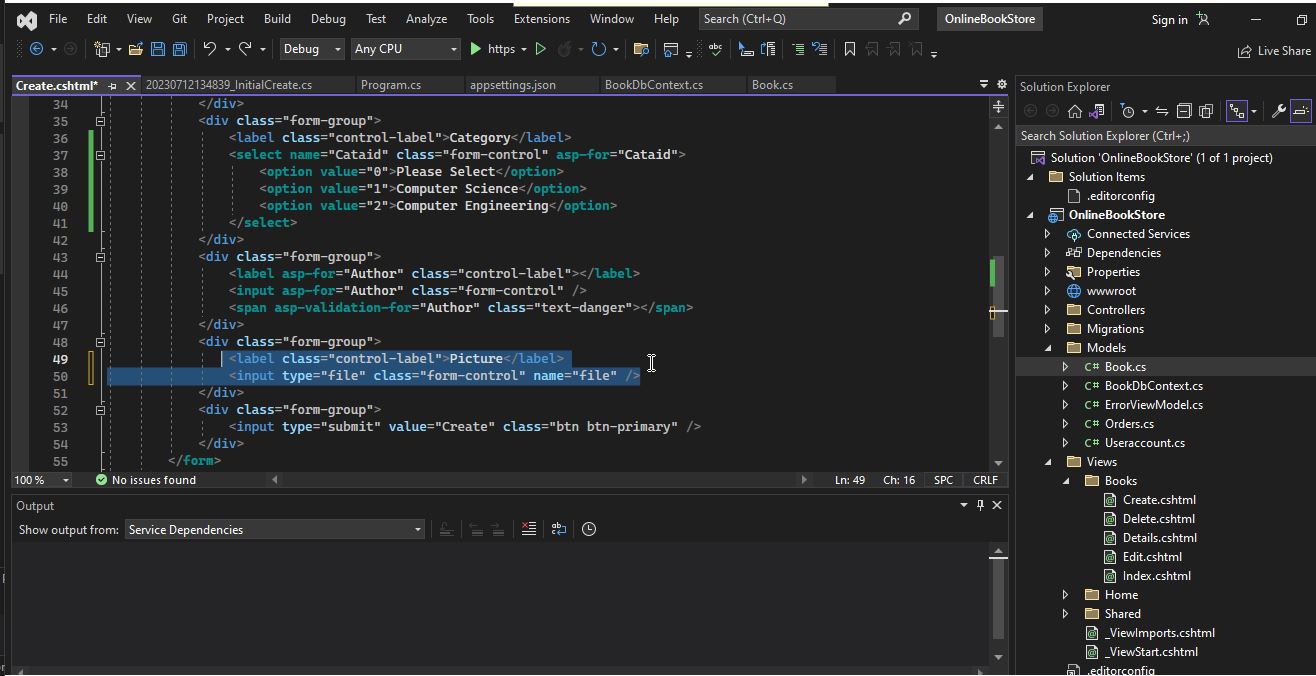 File Edit View Git Project Build Debug Test Analyze Tools Extensions Window Help Search (Ctrl+Q) OnlineBookStore Sign in
Debug Any CPU https Live Share
Create.cshtml* 20230712134839_InitialCreate.cs Program.cs appsettings.json BookDbContext.cs Book.cs
34 </div>
35 <div class="form-group">
36 <label class="control-label">Category</label>
37 <select name="Cataid" class="form-control" asp-for="Cataid">
38 <option value="0">Please Select</option>
39 <option value="1">Computer Science</option>
40 <option value="2">Computer Engineering</option>
41 </select>
42 </div>
43 <div class="form-group">
44 <label asp-for="Author" class="control-label"></label>
45 <input asp-for="Author" class="form-control" />
46 <span asp-validation-for="Author" class="text-danger"></span>
47 </div>
48 <div class="form-group">
49 <label class="control-label">Picture</label>
50 <input type="file" class="form-control" name="file" />
51 </div>
52 <div class="form-group">
53 <input type="submit" value="Create" class="btn btn-primary" />
54 </div>
55 </form>
100 % No issues found Ln: 49 Ch: 16 SPC CRLF
Output
Show output from: Service Dependencies
Solution Explorer
Search Solution Explorer (Ctrl+;)
Solution 'OnlineBookStore' (1 of 1 project)
Solution Items
.editorconfig
OnlineBookStore
Connected Services
Dependencies
Properties
wwwroot
Controllers
Migrations
Models
C# Book.cs
C# BookDbContext.cs
C# ErrorViewModel.cs
C# Orders.cs
C# Useraccount.cs
Views
Books
Create.cshtml
Delete.cshtml
Details.cshtml
Edit.cshtml
Index.cshtml
Home
Shared
_ViewImports.cshtml
_ViewStart.cshtml
.editorconfig